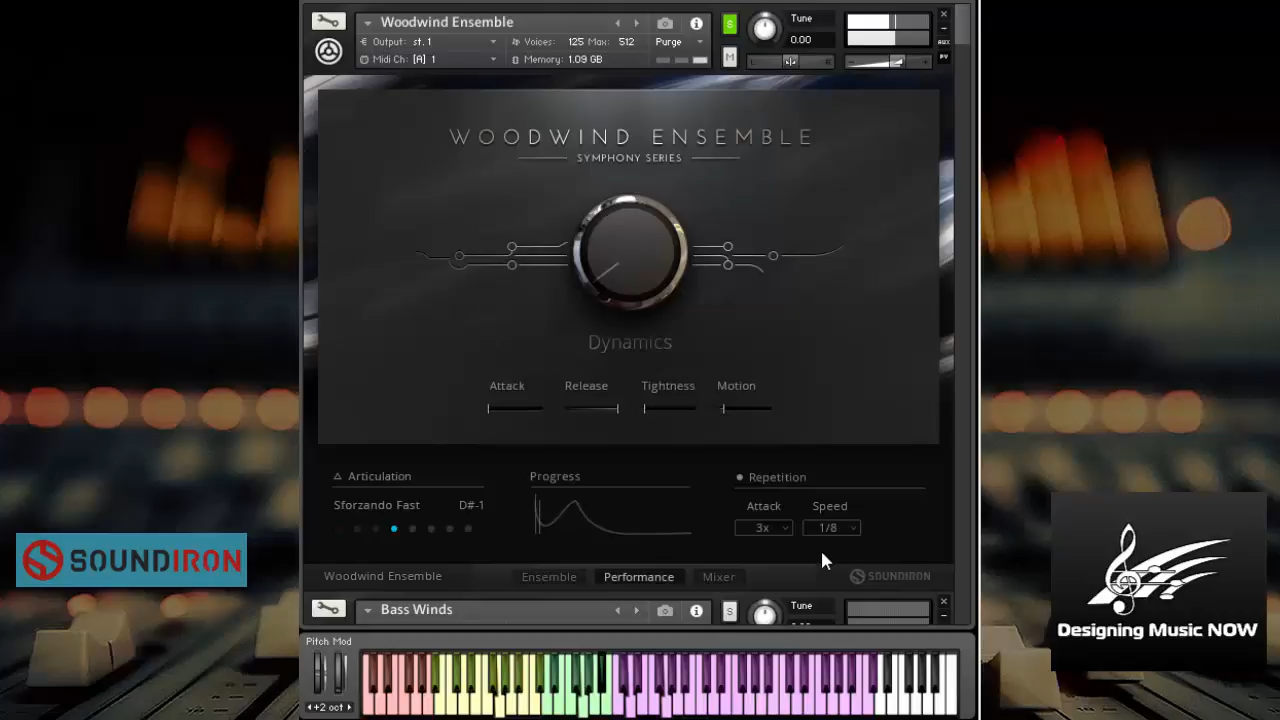 Woodwind Ensemble
Output: st. 1
Voices: 125 Max: 512
Purge
Midi Ch: [A] 1
Memory: 1.09 GB
S
M
Tune
0.00
L
R
AUX
PV
WOODWIND ENSEMBLE
SYMPHONY SERIES
Dynamics
Attack
Release
Tightness
Motion
Articulation
Sforzando Fast
D#-1
Progress
Repetition
Attack
Speed
3x
1/8
Woodwind Ensemble
Ensemble
Performance
Mixer
SOUNDIRON
Bass Winds
S
Tune
Pitch Mod
+2 oct
SOUNDIRON
Designing Music NOW